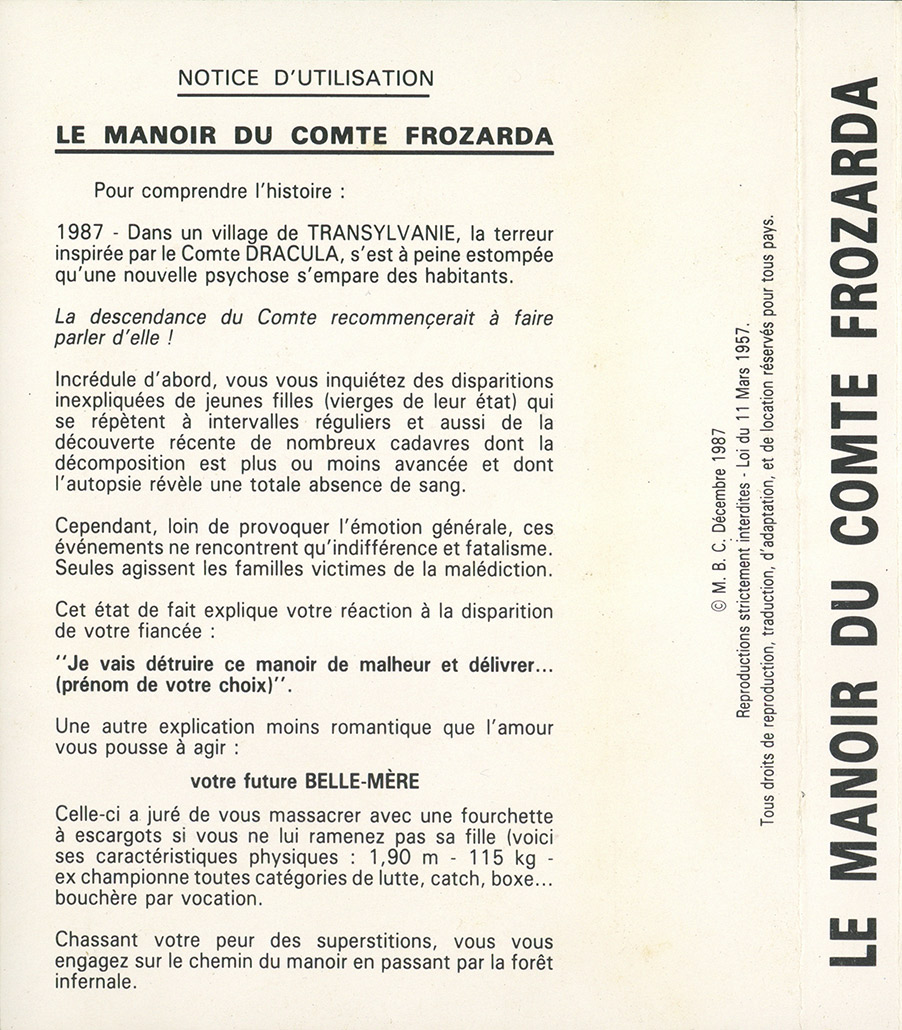 NOTICE D'UTILISATION
LE MANOIR DU COMTE FROZARDA
Pour comprendre l'histoire :
1987 - Dans un village de TRANSYLVANIE, la terreur
inspirée par le Comte DRACULA, s'est à peine estompée
qu'une nouvelle psychose s'empare des habitants.
La descendance du Comte recommençerait à faire
parler d'elle !
Incrédule d'abord, vous vous inquiétez des disparitions
inexpliquées de jeunes filles (vierges de leur état) qui
se répètent à intervalles réguliers et aussi de la
découverte récente de nombreux cadavres dont la
décomposition est plus ou moins avancée et dont
l'autopsie révèle une totale absence de sang.
Cependant, loin de provoquer l'émotion générale, ces
événements ne rencontrent qu'indifférence et fatalisme.
Seules agissent les familles victimes de la malédiction.
Cet état de fait explique votre réaction à la disparition
de votre fiancée :
''Je vais détruire ce manoir de malheur et délivrer...
(prénom de votre choix)''.
Une autre explication moins romantique que l'amour
vous pousse à agir :
votre future BELLE-MÈRE
Celle-ci a juré de vous massacrer avec une fourchette
à escargots si vous ne lui ramenez pas sa fille (voici
ses caractéristiques physiques : 1,90 m - 115 kg -
ex championne toutes catégories de lutte, catch, boxe...
bouchère par vocation.
Chassant votre peur des superstitions, vous vous
engagez sur le chemin du manoir en passant par la forêt
infernale.
© M. B. C. Décembre 1987
Reproductions strictement interdites - Loi du 11 Mars 1957.
Tous droits de reproduction, traduction, d'adaptation, et de location réservés pour tous pays.
LE MANOIR DU COMTE FROZARDA